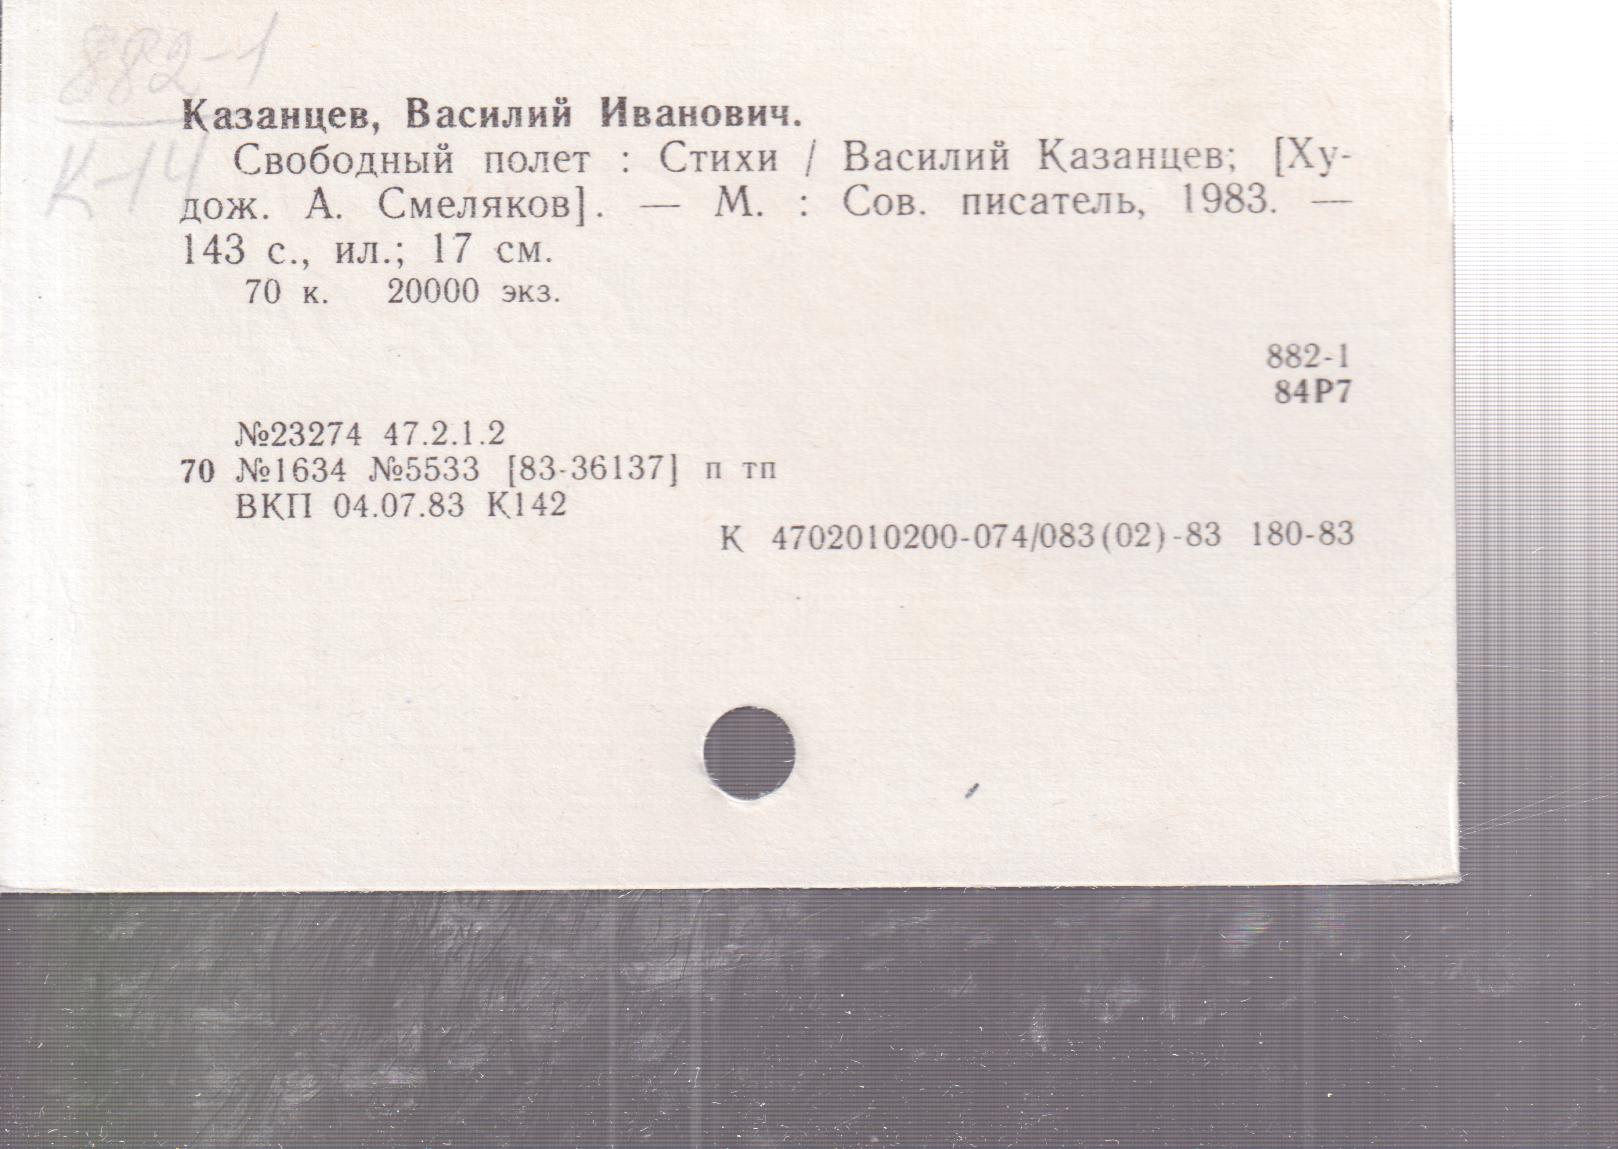 882-1
К-14
Казанцев, Василий Иванович.
Свободный полет : Стихи / Василий Казанцев; [Ху-
дож. А. Смеляков]. — М. : Сов. писатель, 1983. —
143 с., ил.; 17 см.
70 к. 20000 экз.
882-1
84Р7
№23274 47.2.1.2
70 №1634 №5533 [83-36137] п тп
ВКП 04.07.83 К142
К 4702010200-074/083(02)-83 180-83